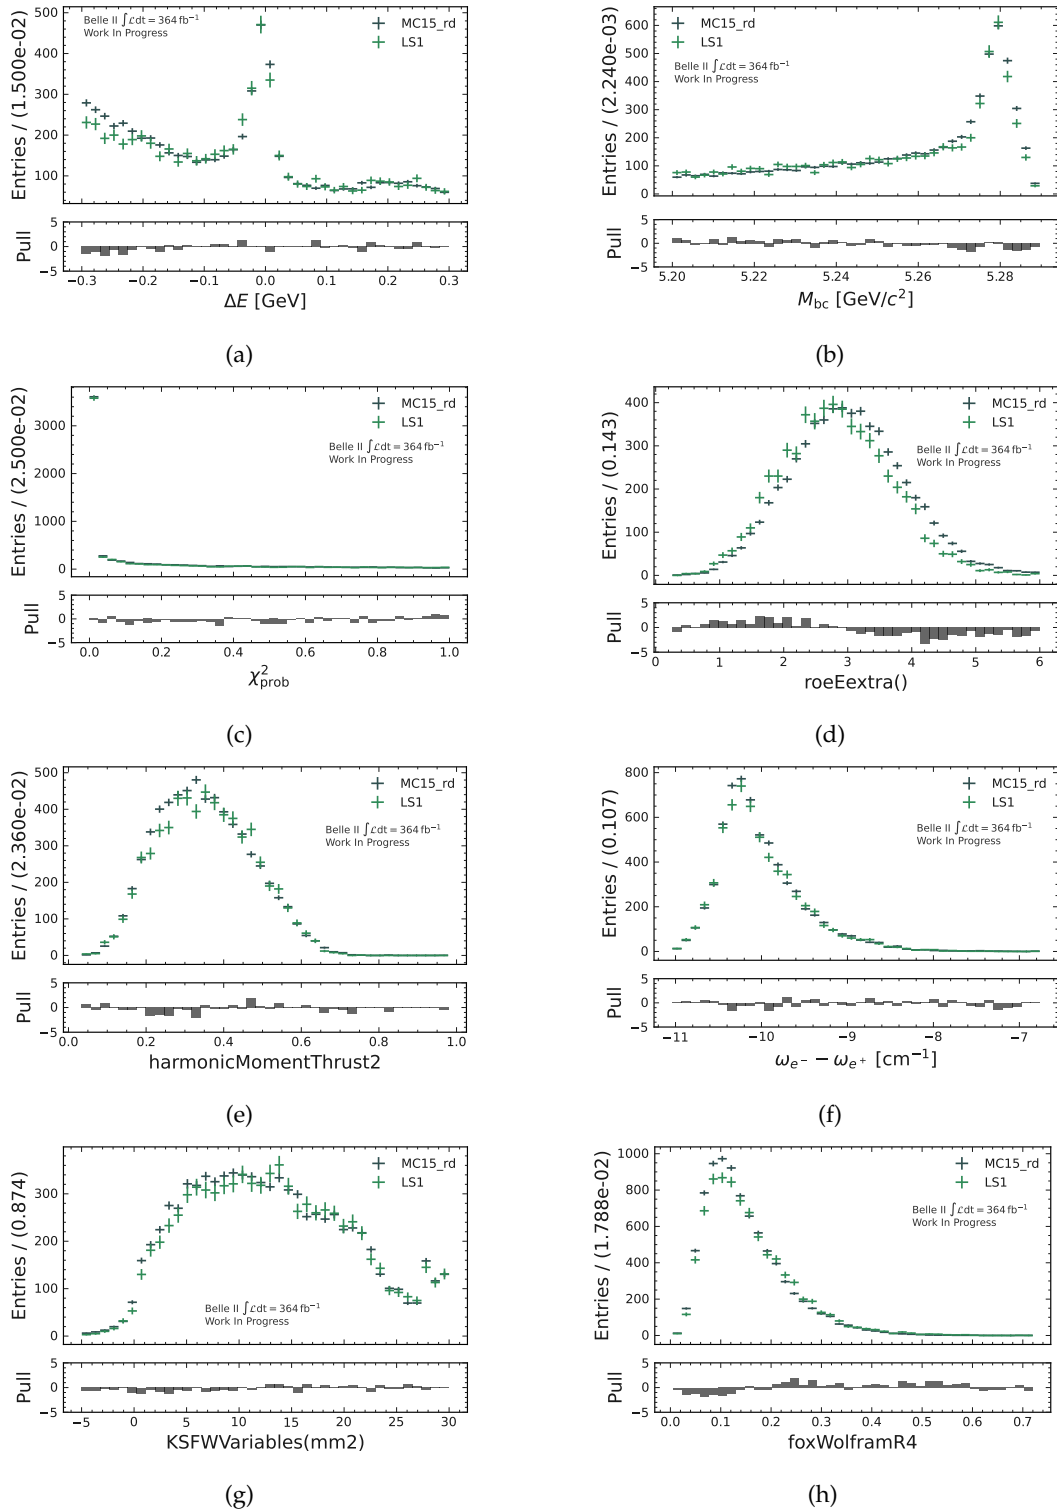 Belle II ∫ℒdt = 364 fb⁻¹
Work In Progress
MC15_rd
LS1
Entries / (1.500e-02)
500
400
300
200
100
Pull
5
0
−5
−0.3 −0.2 −0.1 0.0 0.1 0.2 0.3
ΔE [GeV]
(a)
MC15_rd
LS1
Belle II ∫ℒdt = 364 fb⁻¹
Work In Progress
Entries / (2.240e-03)
600
500
400
300
200
100
0
Pull
5
0
−5
5.20 5.22 5.24 5.26 5.28
M_bc [GeV/c²]
(b)
MC15_rd
LS1
Belle II ∫ℒdt = 364 fb⁻¹
Work In Progress
Entries / (2.500e-02)
3000
2000
1000
0
Pull
5
0
−5
0.0 0.2 0.4 0.6 0.8 1.0
χ²_prob
(c)
MC15_rd
LS1
Belle II ∫ℒdt = 364 fb⁻¹
Work In Progress
Entries / (0.143)
400
300
200
100
0
Pull
5
0
−5
0 1 2 3 4 5 6
roeEextra()
(d)
MC15_rd
LS1
Belle II ∫ℒdt = 364 fb⁻¹
Work In Progress
Entries / (2.360e-02)
500
400
300
200
100
0
Pull
5
0
−5
0.0 0.2 0.4 0.6 0.8 1.0
harmonicMomentThrust2
(e)
MC15_rd
LS1
Belle II ∫ℒdt = 364 fb⁻¹
Work In Progress
Entries / (0.107)
800
600
400
200
0
Pull
5
0
−5
−11 −10 −9 −8 −7
ω_e⁻ − ω_e⁺ [cm⁻¹]
(f)
MC15_rd
LS1
Belle II ∫ℒdt = 364 fb⁻¹
Work In Progress
Entries / (0.874)
300
200
100
0
Pull
5
0
−5
−5 0 5 10 15 20 25 30
KSFWVariables(mm2)
(g)
MC15_rd
LS1
Belle II ∫ℒdt = 364 fb⁻¹
Work In Progress
Entries / (1.788e-02)
1000
800
600
400
200
0
Pull
5
0
−5
0.0 0.1 0.2 0.3 0.4 0.5 0.6 0.7
foxWolframR4
(h)